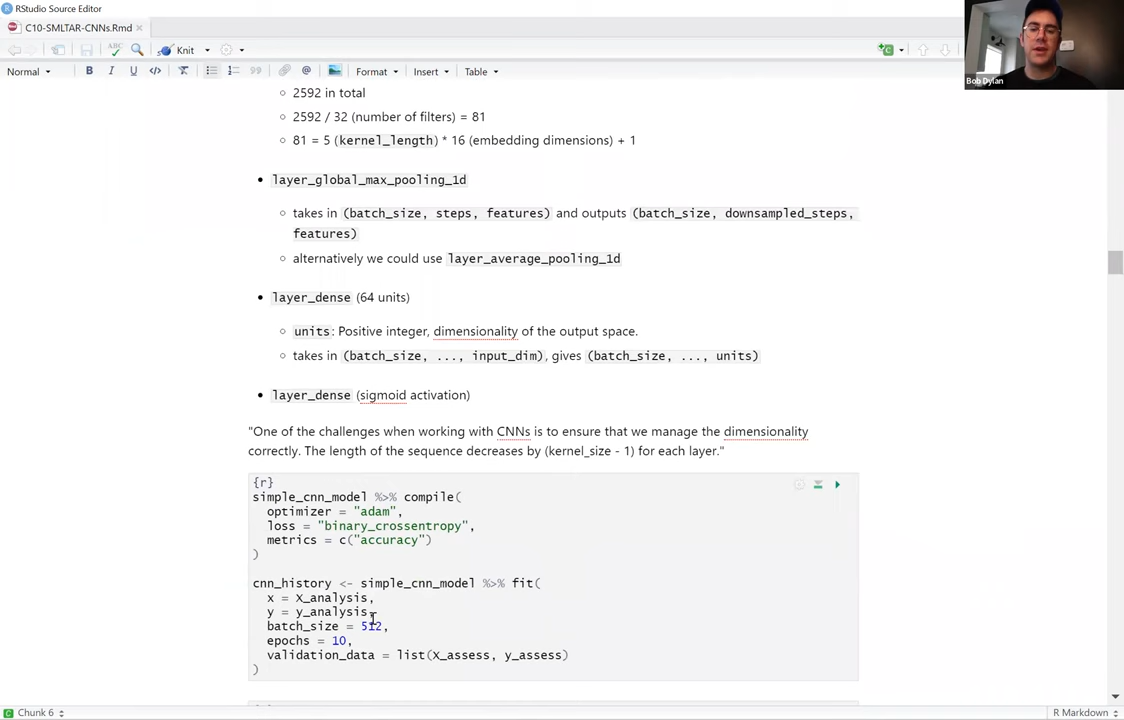 RStudio Source Editor
C10-SMLTAR-CNNs.Rmd
ABC
Knit
Normal
B I U
Format
Insert
Table
Bob Dylan
2592 in total
2592 / 32 (number of filters) = 81
81 = 5 (kernel_length) * 16 (embedding dimensions) + 1
layer_global_max_pooling_1d
takes in (batch_size, steps, features) and outputs (batch_size, downsampled_steps,
features)
alternatively we could use layer_average_pooling_1d
layer_dense (64 units)
units: Positive integer, dimensionality of the output space.
takes in (batch_size, ..., input_dim), gives (batch_size, ..., units)
layer_dense (sigmoid activation)
"One of the challenges when working with CNNs is to ensure that we manage the dimensionality
correctly. The length of the sequence decreases by (kernel_size - 1) for each layer."
{r}
simple_cnn_model %>% compile(
optimizer = "adam",
loss = "binary_crossentropy",
metrics = c("accuracy")
)
cnn_history <- simple_cnn_model %>% fit(
x = X_analysis,
y = y_analysis,
batch_size = 512,
epochs = 10,
validation_data = list(X_assess, y_assess)
)
Chunk 6
R Markdown